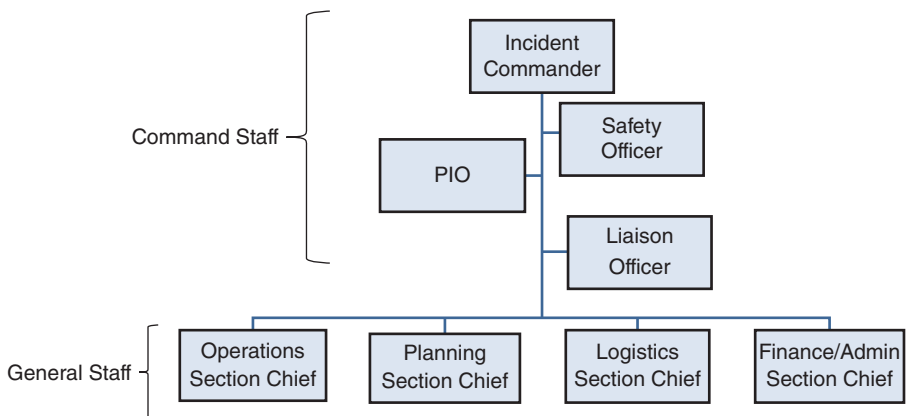 Incident
Commander
Command Staff
Safety
Officer
PIO
Liaison
Officer
General Staff
Operations
Section Chief
Planning
Section Chief
Logistics
Section Chief
Finance/Admin
Section Chief